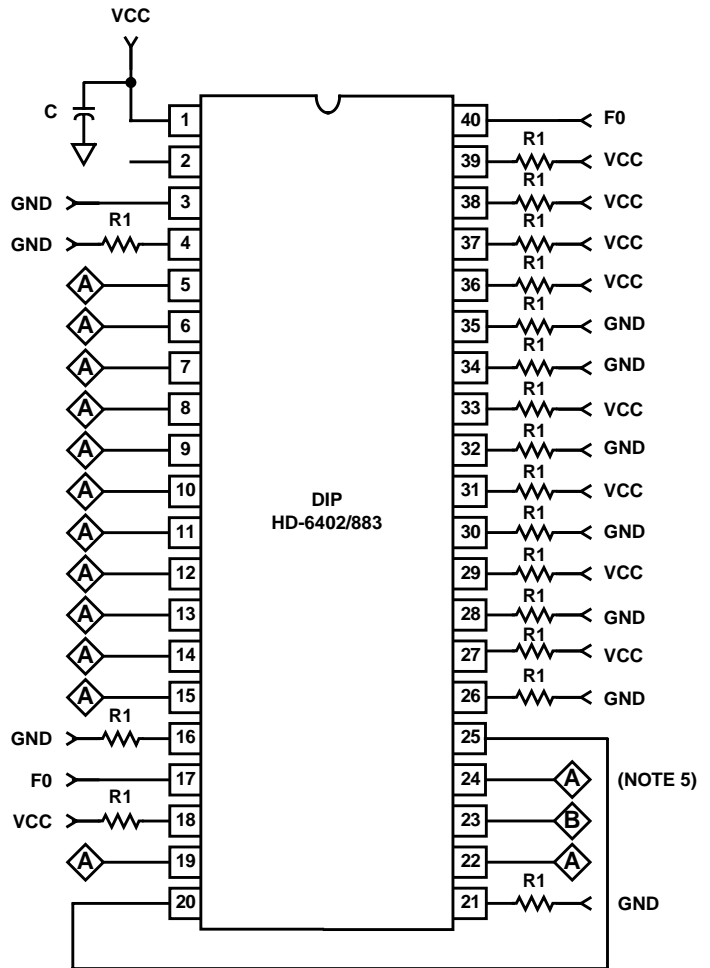 VCC
C
1 40 F0
R1
2 39 VCC
R1
GND 3 38 VCC
R1 R1
GND 4 37 VCC
R1
A 5 36 VCC
R1
A 6 35 GND
R1
A 7 34 GND
R1
A 8 33 VCC
R1
A 9 32 GND
R1
A 10 31 VCC
DIP
HD-6402/883
R1
A 11 30 GND
R1
A 12 29 VCC
R1
A 13 28 GND
R1
A 14 27 VCC
R1
A 15 26 GND
R1
GND 16 25
F0 17 24 A (NOTE 5)
R1
VCC 18 23 B
A 19 22 A
R1
20 21 GND